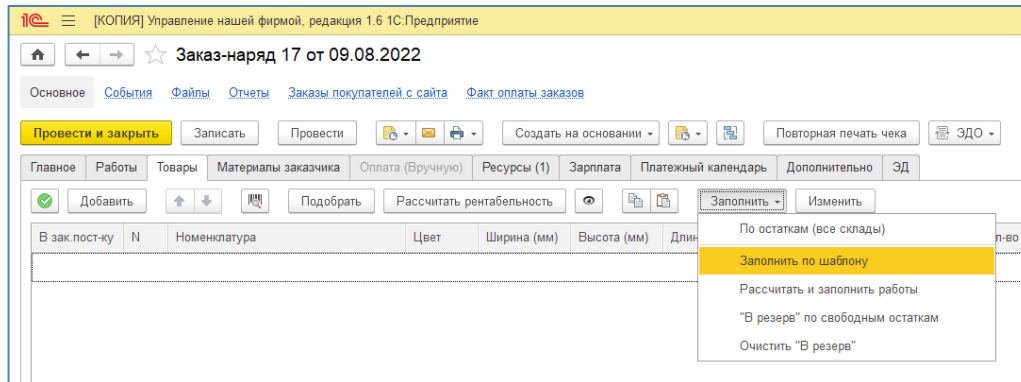 1С [КОПИЯ] Управление нашей фирмой, редакция 1.6 1С:Предприятие
Заказ-наряд 17 от 09.08.2022
Основное События Файлы Отчеты Заказы покупателей с сайта Факт оплаты заказов
Провести и закрыть Записать Провести Создать на основании Повторная печать чека ЭДО
Главное Работы Товары Материалы заказчика Оплата (Вручную) Ресурсы (1) Зарплата Платежный календарь Дополнительно ЭД
Добавить Подобрать Рассчитать рентабельность Заполнить Изменить
В зак.пост-ку N Номенклатура Цвет Ширина (мм) Высота (мм)
По остаткам (все склады)
Заполнить по шаблону
Рассчитать и заполнить работы
"В резерв" по свободным остаткам
Очистить "В резерв"